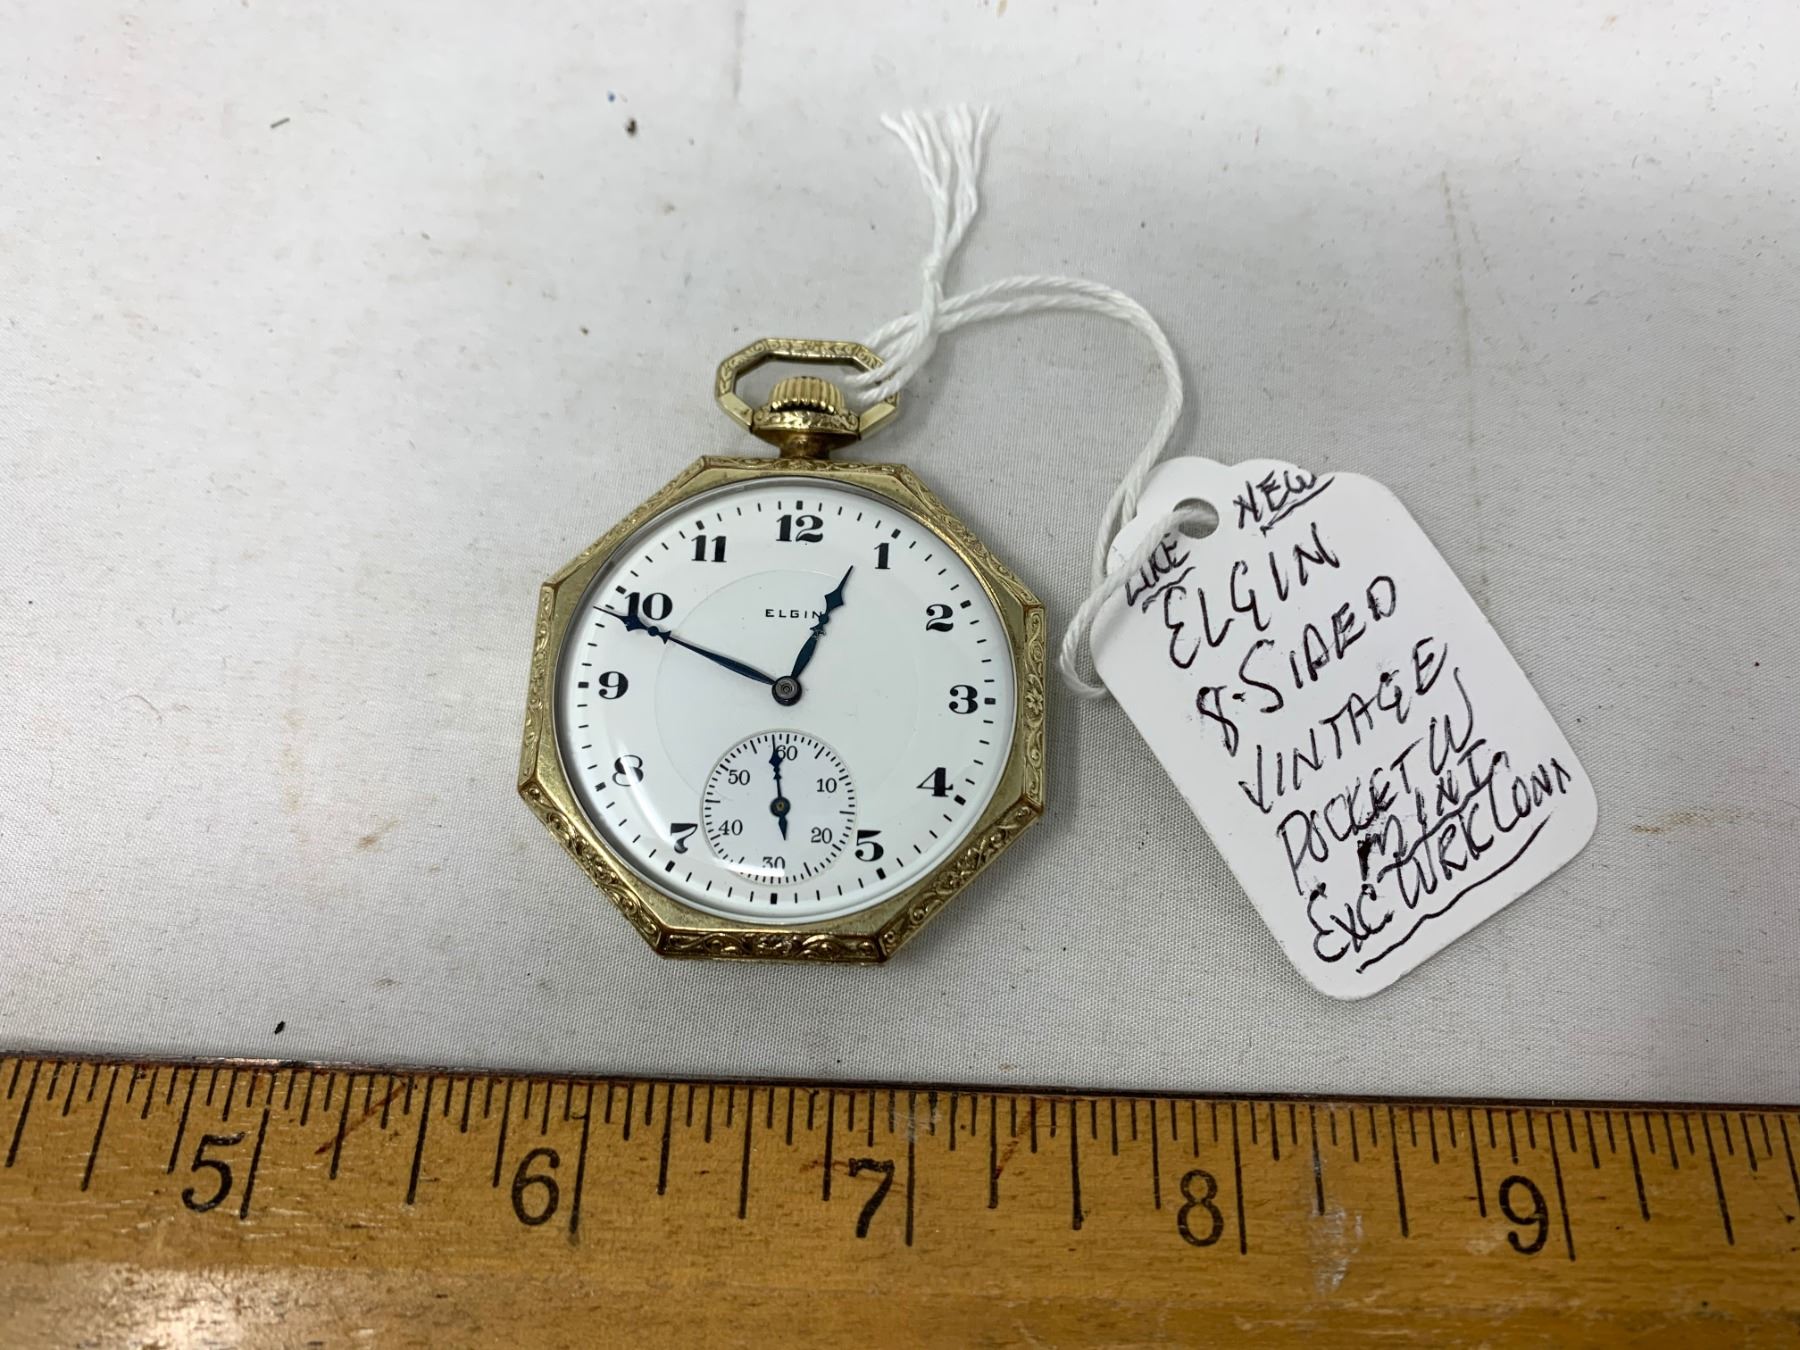 12
11
1
10
2
ELGIN
9
3
8
4
7
5
60
50
10
40
20
30
LIKE NEW
ELGIN
8-SIDED
VINTAGE
POCKET W
MINT
EXC WRK COND
5 6 7 8 9